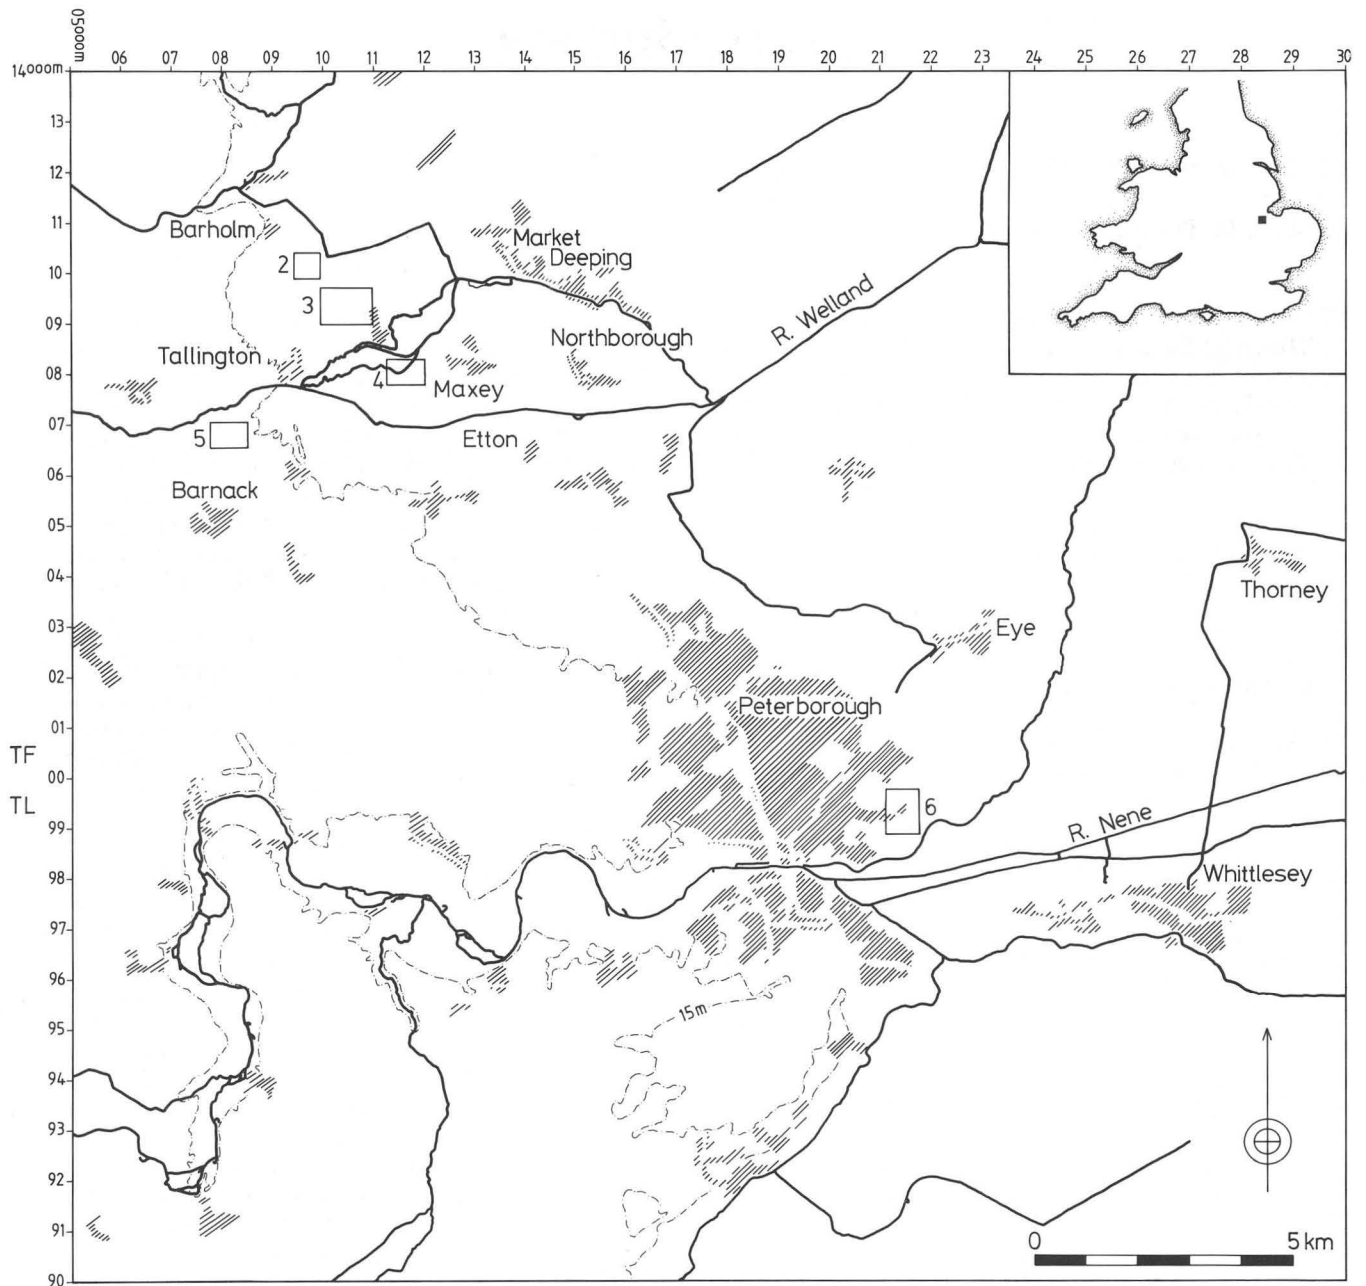 05000m
06 07 08 09 10 11 12 13 14 15 16 17 18 19 20 21 22 23 24 25 26 27 28 29 30
14000m
13
12
11
10
09
08
07
06
05
04
03
02
01
TF
00
TL
99
98
97
96
95
94
93
92
91
90
Barholm
Market
Deeping
2
3
R. Welland
Tallington
Northborough
4
Maxey
5
Etton
Barnack
Thorney
Eye
Peterborough
6
R. Nene
Whittlesey
15m
0 5 km